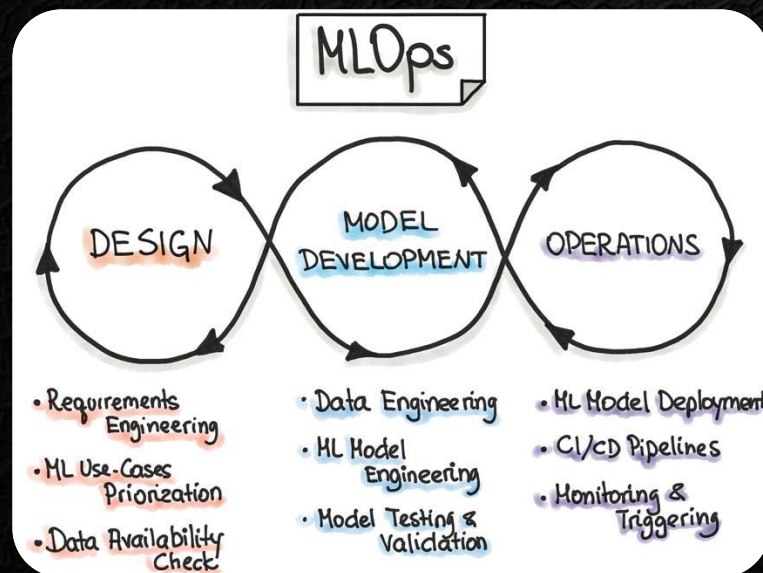 MLOps
DESIGN
MODEL
DEVELOPMENT
OPERATIONS
• Requirements
Engineering
• ML Use-Cases
Priorization
• Data Availability
Check
• Data Engineering
• ML Model
Engineering
• Model Testing &
Validation
• ML Model Deployment
• CI/CD Pipelines
• Monitoring &
Triggering